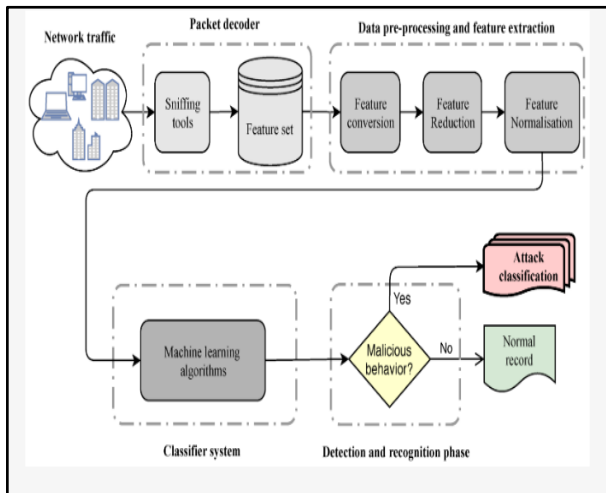 Network traffic
Packet decoder
Data pre-processing and feature extraction
Sniffing
tools
Feature set
Feature
conversion
Feature
Reduction
Feature
Normalisation
Machine learning
algorithms
Classifier system
Malicious
behavior?
Yes
No
Attack
classification
Normal
record
Detection and recognition phase